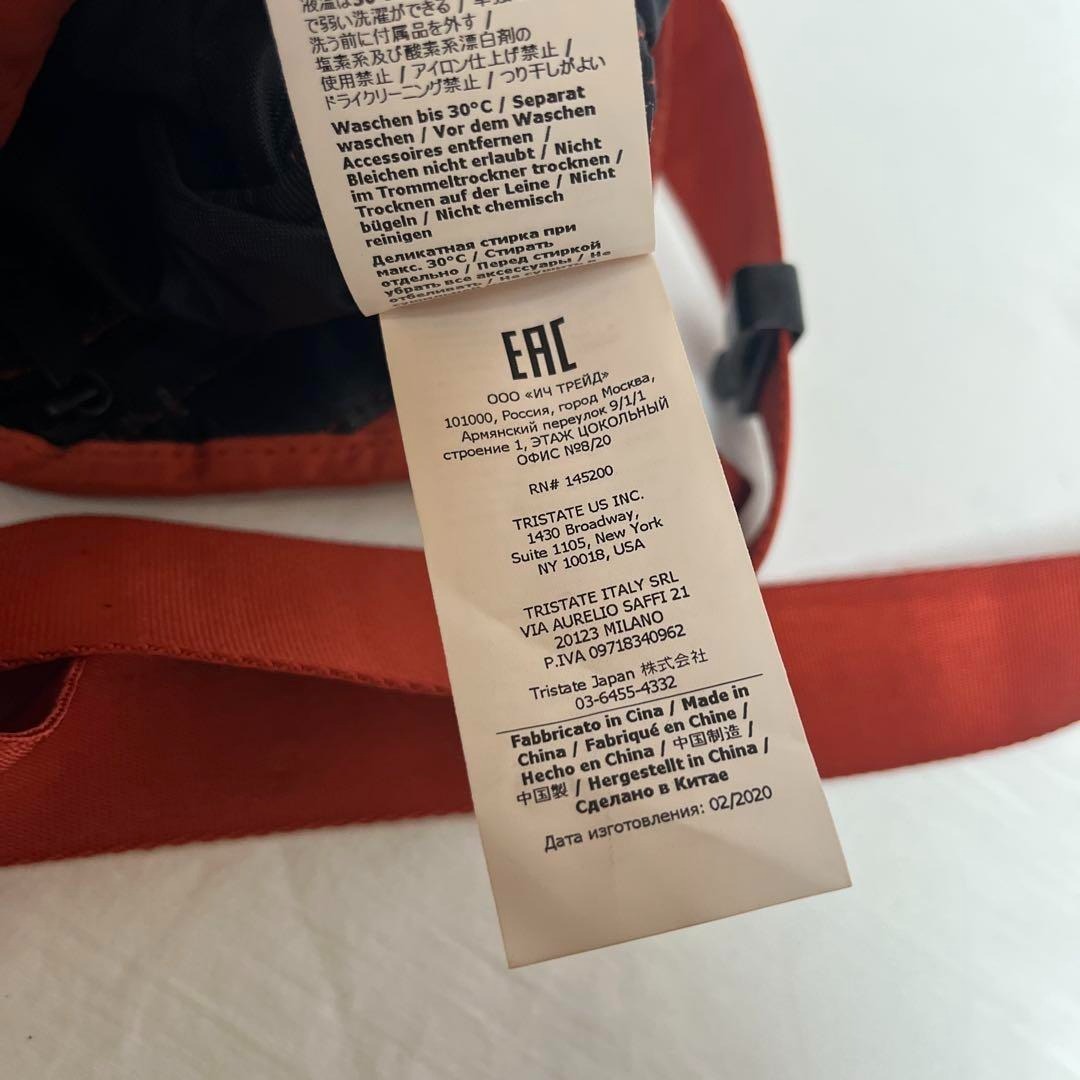 で弱い洗濯ができる /
洗う前に付属品を外す /
塩素系及び酸素系漂白剤の
使用禁止 / アイロン仕上げ禁止 /
ドライクリーニング禁止 / つり干しがよい
Waschen bis 30°C / Separat
waschen / Vor dem Waschen
Accessoires entfernen /
Bleichen nicht erlaubt / Nicht
im Trommeltrockner trocknen /
Trocknen auf der Leine / Nicht
bügeln / Nicht chemisch
reinigen
Деликатная стирка при
макс. 30°C / Стирать
отдельно / Перед стиркой
убрать все аксессуары / Не
отбеливать / Не сушить в
EAC
ООО «ИЧ ТРЕЙД»
101000, Россия, город Москва,
Армянский переулок 9/1/1
строение 1, ЭТАЖ ЦОКОЛЬНЫЙ
ОФИС №8/20
RN# 145200
TRISTATE US INC.
1430 Broadway,
Suite 1105, New York
NY 10018, USA
TRISTATE ITALY SRL
VIA AURELIO SAFFI 21
20123 MILANO
P.IVA 09718340962
Tristate Japan 株式会社
03-6455-4332
Fabbricato in Cina / Made in
China / Fabriqué en Chine /
Hecho en China / 中国制造 /
中国製 / Hergestellt in China /
Сделано в Китае
Дата изготовления: 02/2020